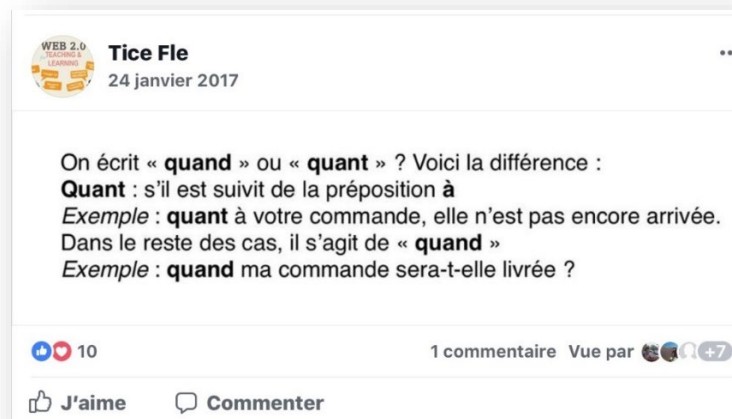 WEB 2.0
TEACHING &
LEARNING
Tice Fle
24 janvier 2017
On écrit « quand » ou « quant » ? Voici la différence :
Quant : s’il est suivit de la préposition à
Exemple : quant à votre commande, elle n’est pas encore arrivée.
Dans le reste des cas, il s’agit de « quand »
Exemple : quand ma commande sera-t-elle livrée ?
10
1 commentaire Vue par +7
J’aime Commenter